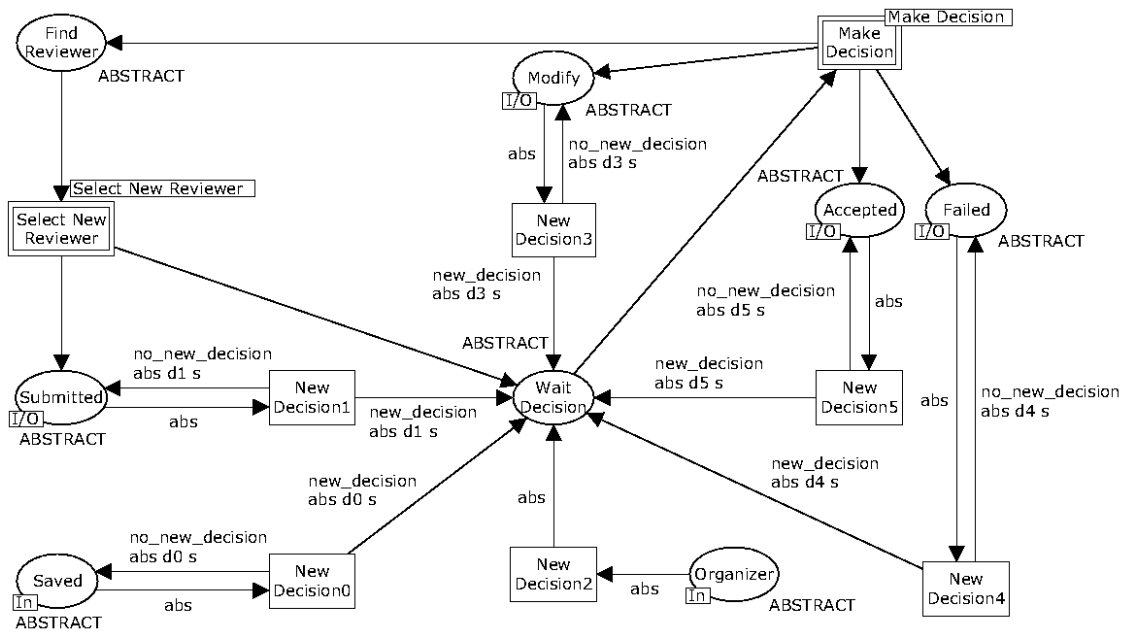 Make Decision
Find
Reviewer
Make
Decision
ABSTRACT
Modify
I/O
ABSTRACT
abs
no_new_decision
abs d3 s
ABSTRACT
Select New Reviewer
Select New
Reviewer
New
Decision3
Accepted
I/O
Failed
I/O
ABSTRACT
new_decision
abs d3 s
no_new_decision
abs d5 s
abs
ABSTRACT
no_new_decision
abs d1 s
new_decision
abs d5 s
Submitted
I/O
ABSTRACT
abs
New
Decision1
new_decision
abs d1 s
Wait
Decision
New
Decision5
abs
no_new_decision
abs d4 s
new_decision
abs d0 s
abs
new_decision
abs d4 s
no_new_decision
abs d0 s
Saved
In
ABSTRACT
abs
New
Decision0
New
Decision2
abs
Organizer
In
ABSTRACT
New
Decision4